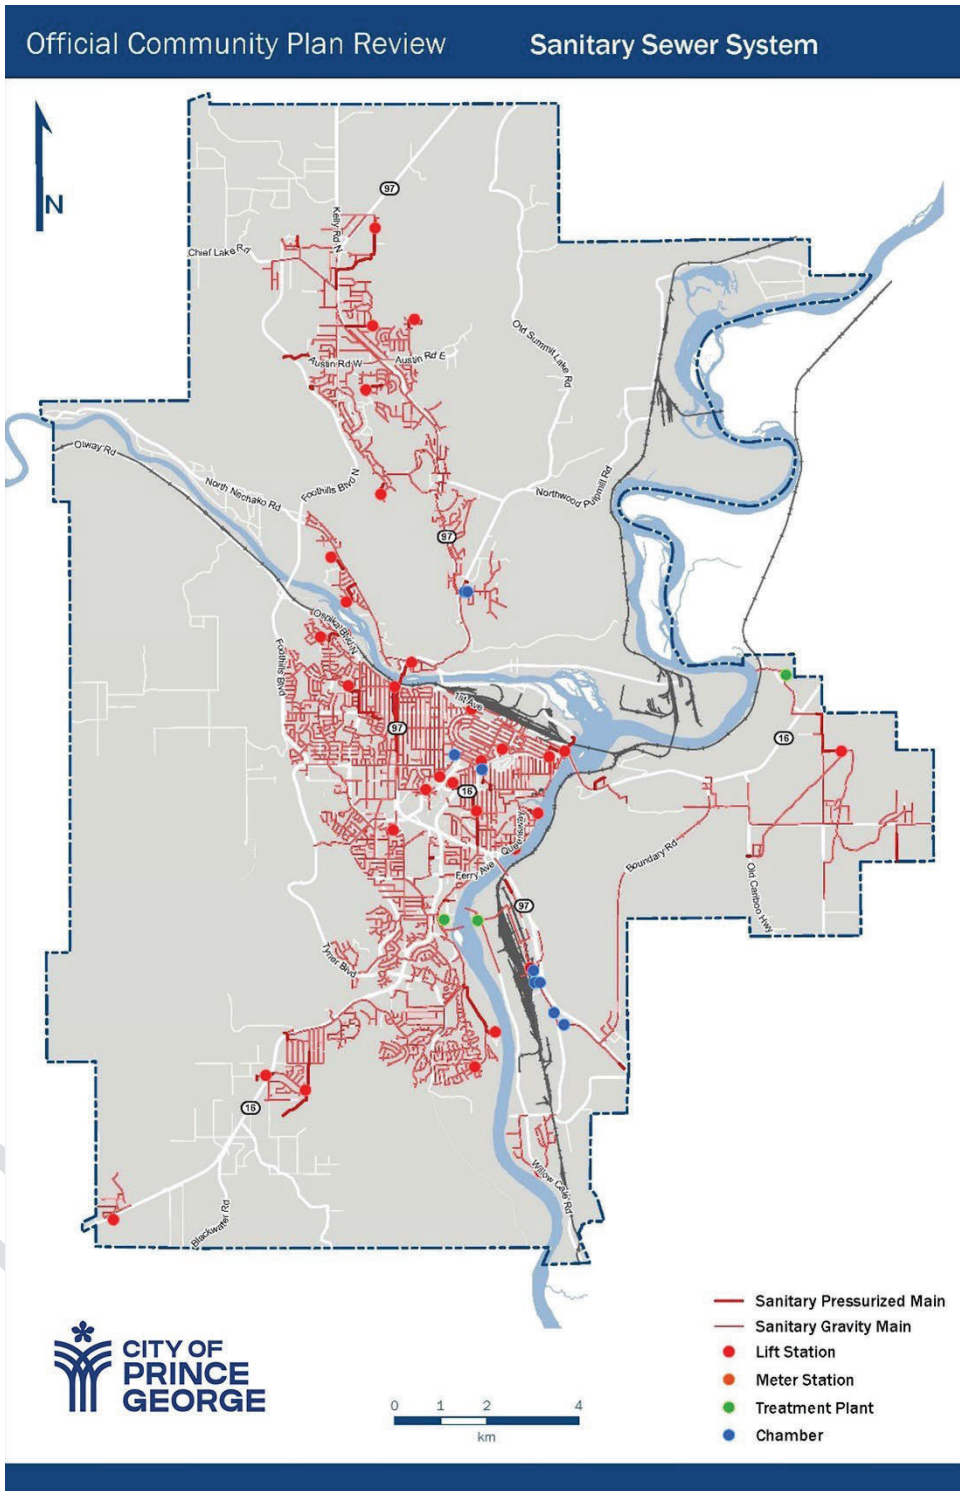 Official Community Plan Review Sanitary Sewer System
N
97
Kelly Rd N
Chief Lake Rd
Old Summit Lake Rd
Austin Rd W
Austin Rd E
Otway Rd
North Nechako Rd
Foothills Blvd N
Northwood Pulpmill Rd
97
Ospika Blvd N
Foothills Blvd
1st Ave
97
16
16
Queensway
Ferry Ave
Boundary Rd
Old Cariboo Hwy
97
Tyner Blvd
16
Willow Cale Rd
Blackwater Rd
Sanitary Pressurized Main
Sanitary Gravity Main
Lift Station
Meter Station
Treatment Plant
Chamber
CITY OF
PRINCE
GEORGE
0 1 2 4
km